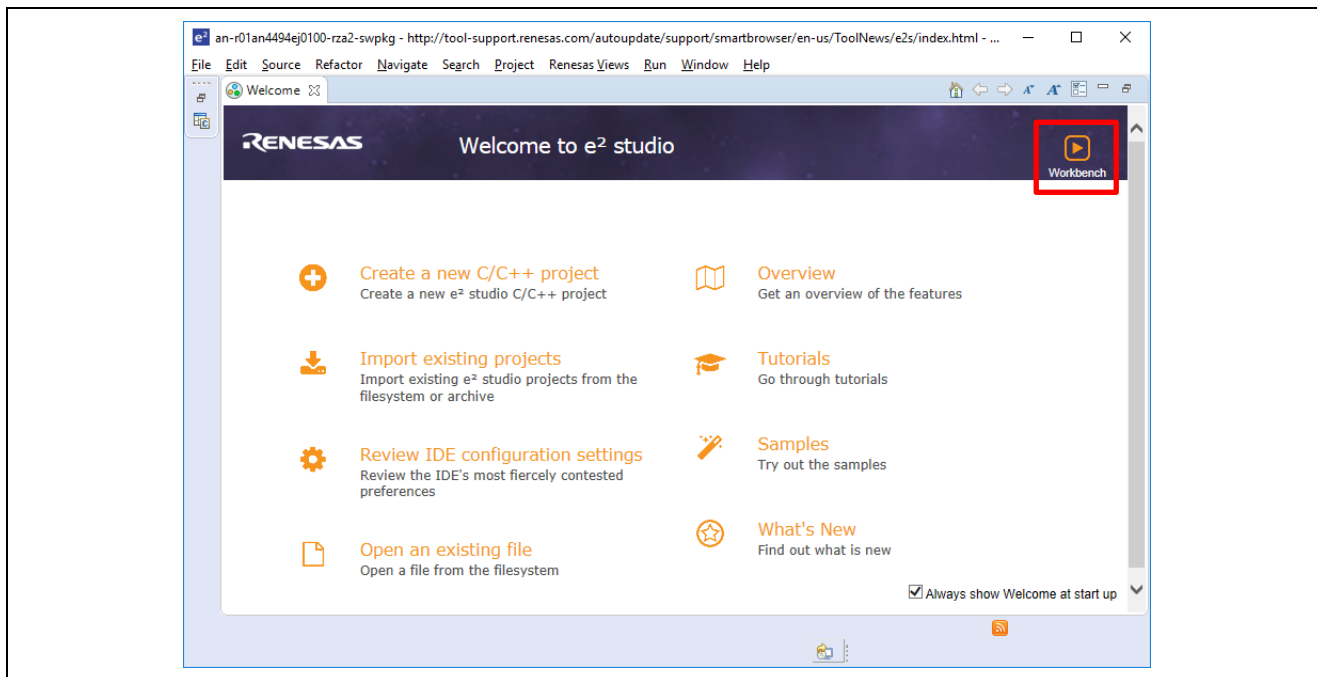 an-r01an4494ej0100-rza2-swpkg - http://tool-support.renesas.com/autoupdate/support/smartbrowser/en-us/ToolNews/e2s/index.html - ...
File Edit Source Refactor Navigate Search Project Renesas Views Run Window Help
Welcome
RENESAS
Welcome to e² studio
Workbench
Create a new C/C++ project
Create a new e² studio C/C++ project
Import existing projects
Import existing e² studio projects from the
filesystem or archive
Review IDE configuration settings
Review the IDE's most fiercely contested
preferences
Open an existing file
Open a file from the filesystem
Overview
Get an overview of the features
Tutorials
Go through tutorials
Samples
Try out the samples
What's New
Find out what is new
Always show Welcome at start up